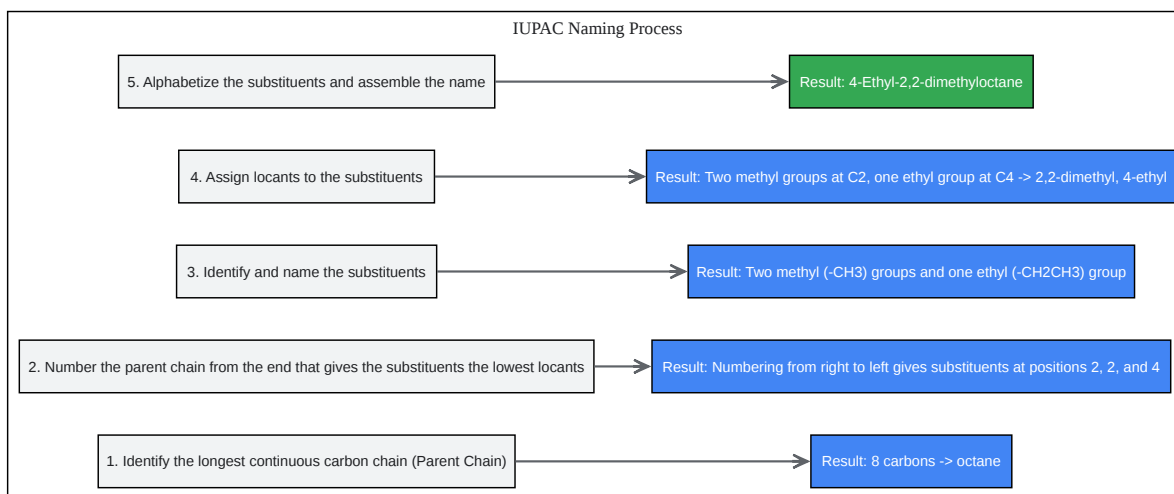 IUPAC Naming Process
5. Alphabetize the substituents and assemble the name
Result: 4-Ethyl-2,2-dimethyloctane
4. Assign locants to the substituents
Result: Two methyl groups at C2, one ethyl group at C4 -> 2,2-dimethyl, 4-ethyl
3. Identify and name the substituents
Result: Two methyl (-CH3) groups and one ethyl (-CH2CH3) group
2. Number the parent chain from the end that gives the substituents the lowest locants
Result: Numbering from right to left gives substituents at positions 2, 2, and 4
1. Identify the longest continuous carbon chain (Parent Chain)
Result: 8 carbons -> octane